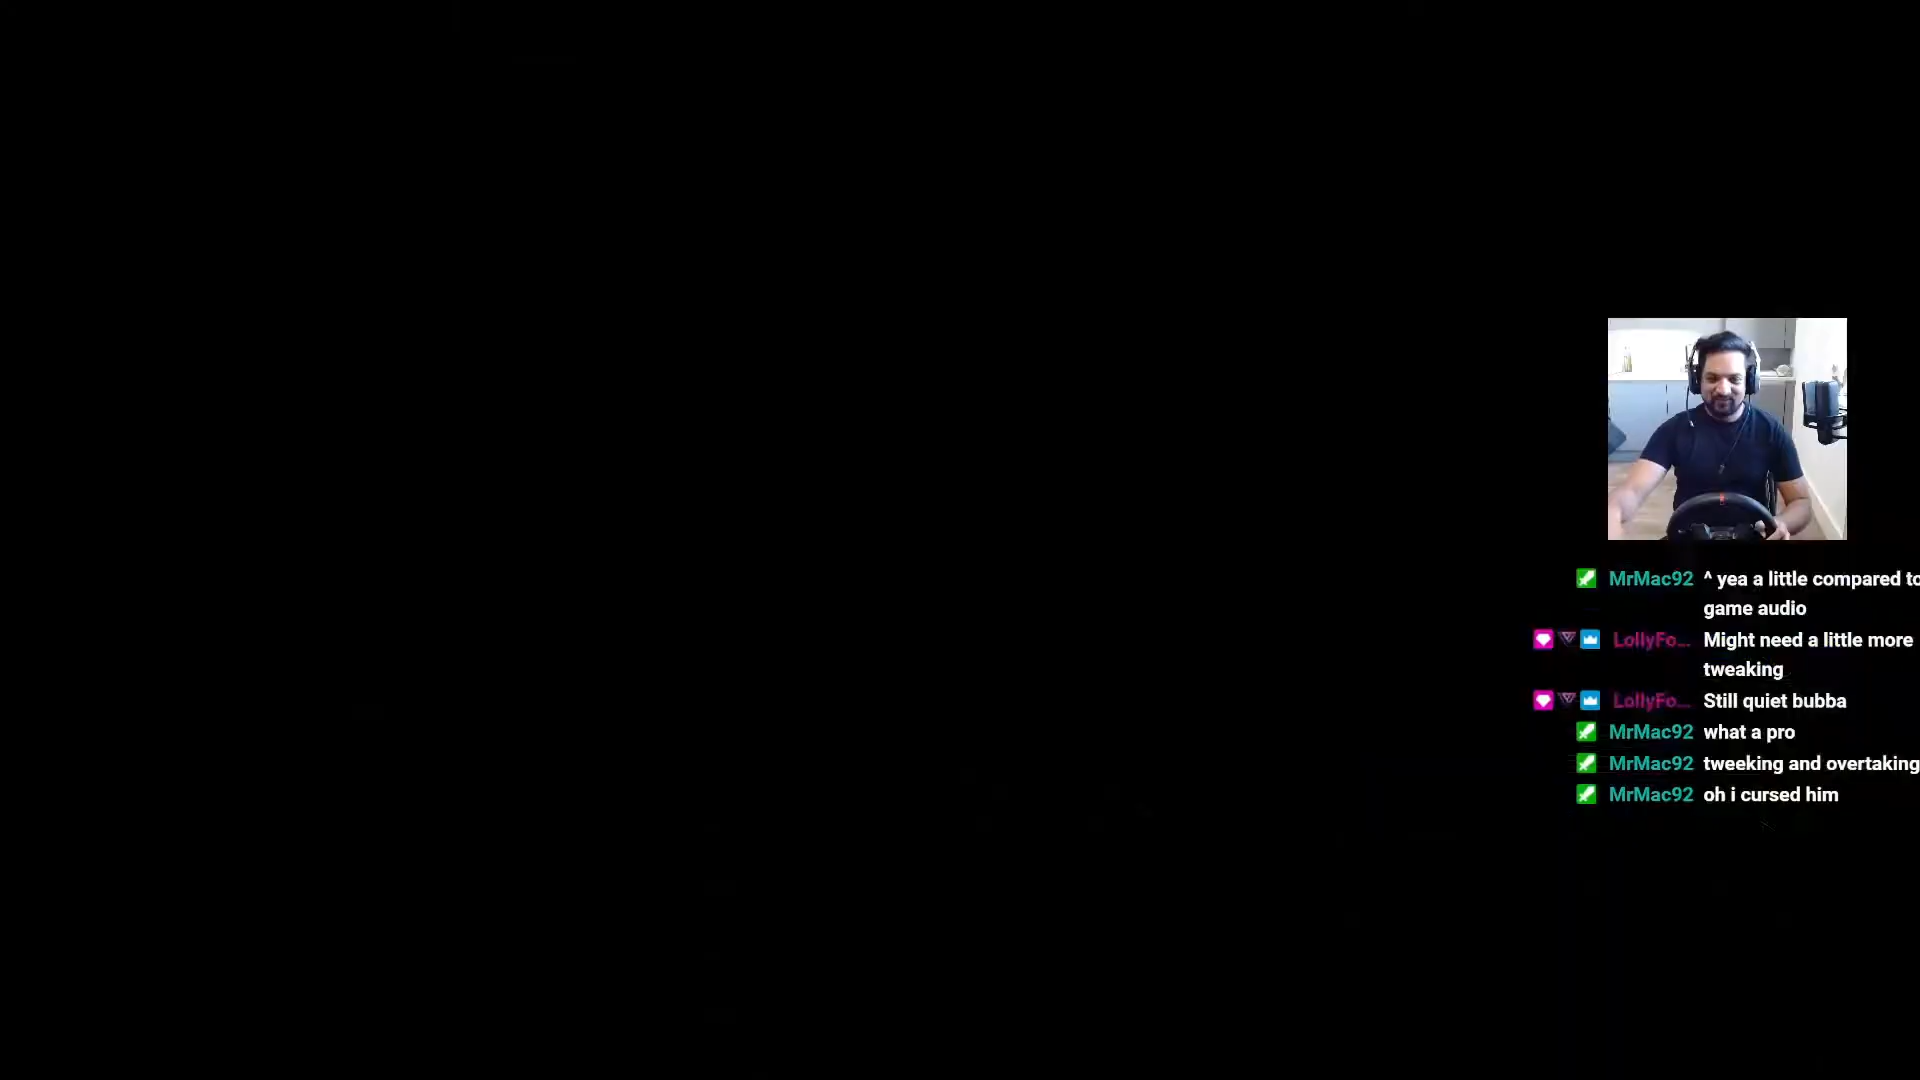 MrMac92 ^ yea a little compared to
game audio
LollyFo... Might need a little more
tweaking
LollyFo... Still quiet bubba
MrMac92 what a pro
MrMac92 tweeking and overtaking
MrMac92 oh i cursed him